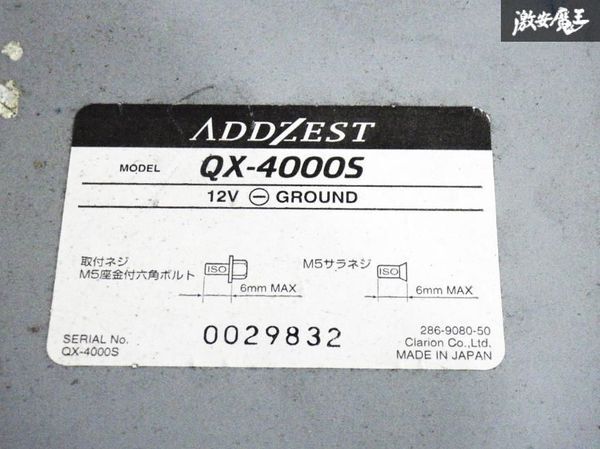 激安魔王
ADDZEST
MODEL QX-4000S
12V ⊖ GROUND
取付ネジ
M5座金付六角ボルト
ISO
6mm MAX
M5サラネジ
ISO
6mm MAX
SERIAL No.
QX-4000S
0029832
286-9080-50
Clarion Co.,Ltd.
MADE IN JAPAN